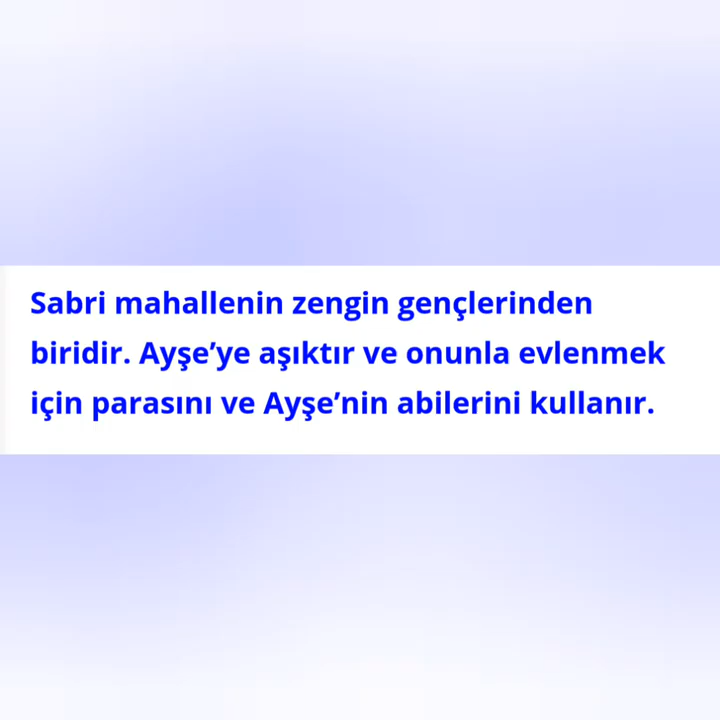 Sabri mahallenin zengin gençlerinden
biridir. Ayşe’ye aşıktır ve onunla evlenmek
için parasını ve Ayşe’nin abilerini kullanır.